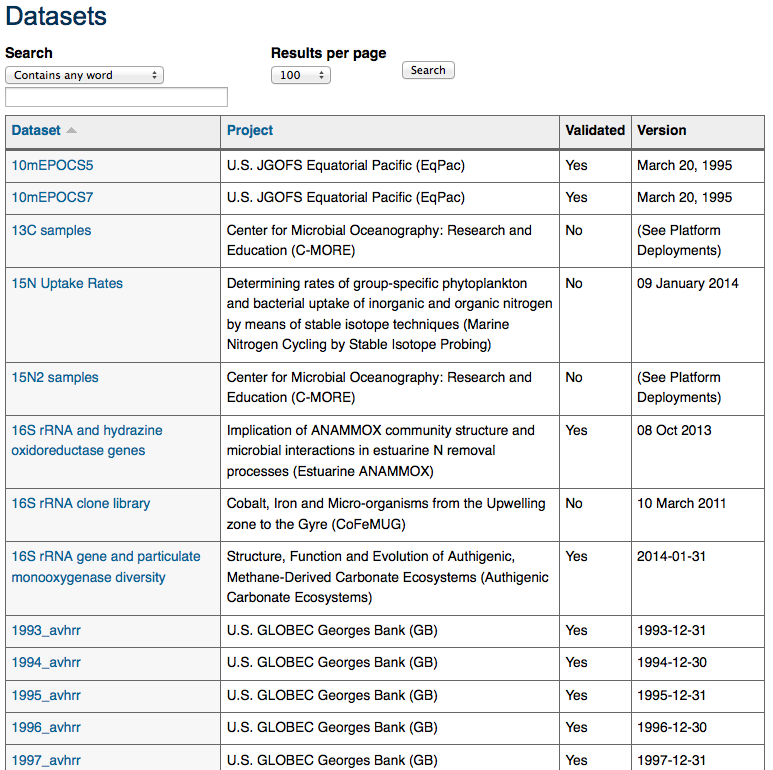 Datasets
Search Results per page
Contains any word 100 Search
Dataset Project Validated Version
10mEPOCS5 U.S. JGOFS Equatorial Pacific (EqPac) Yes March 20, 1995
10mEPOCS7 U.S. JGOFS Equatorial Pacific (EqPac) Yes March 20, 1995
13C samples Center for Microbial Oceanography: Research and No (See Platform
Education (C-MORE) Deployments)
15N Uptake Rates Determining rates of group-specific phytoplankton No 09 January 2014
and bacterial uptake of inorganic and organic nitrogen
by means of stable isotope techniques (Marine
Nitrogen Cycling by Stable Isotope Probing)
15N2 samples Center for Microbial Oceanography: Research and No (See Platform
Education (C-MORE) Deployments)
16S rRNA and hydrazine Implication of ANAMMOX community structure and Yes 08 Oct 2013
oxidoreductase genes microbial interactions in estuarine N removal
processes (Estuarine ANAMMOX)
16S rRNA clone library Cobalt, Iron and Micro-organisms from the Upwelling No 10 March 2011
zone to the Gyre (CoFeMUG)
16S rRNA gene and particulate Structure, Function and Evolution of Authigenic, Yes 2014-01-31
monooxygenase diversity Methane-Derived Carbonate Ecosystems (Authigenic
Carbonate Ecosystems)
1993_avhrr U.S. GLOBEC Georges Bank (GB) Yes 1993-12-31
1994_avhrr U.S. GLOBEC Georges Bank (GB) Yes 1994-12-30
1995_avhrr U.S. GLOBEC Georges Bank (GB) Yes 1995-12-31
1996_avhrr U.S. GLOBEC Georges Bank (GB) Yes 1996-12-30
1997_avhrr U.S. GLOBEC Georges Bank (GB) Yes 1997-12-31